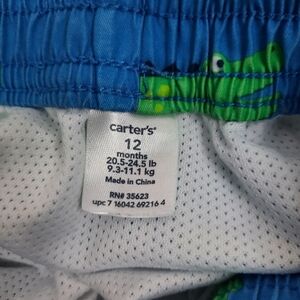 carter's
12
months
20.5-24.5 lb
9.3-11.1 kg
Made in China
RN# 35623
upc 7 16042 69216 4